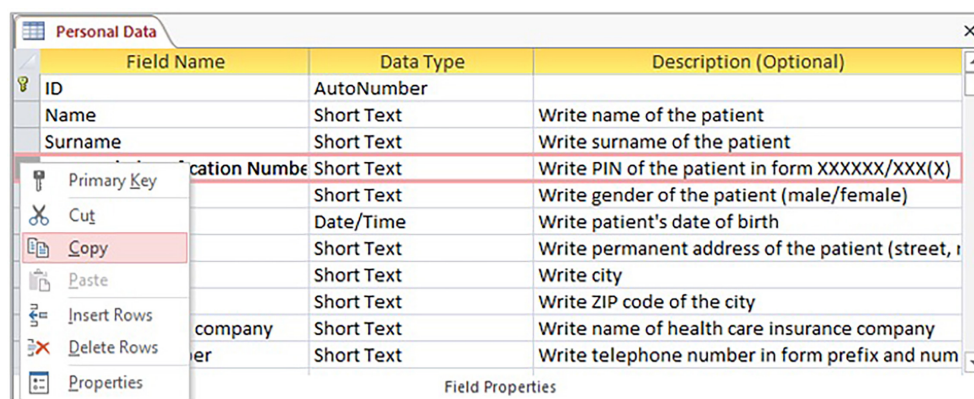 Personal Data
Field Name Data Type Description (Optional)
ID AutoNumber
Name Short Text Write name of the patient
Surname Short Text Write surname of the patient
Numbe Short Text Write PIN of the patient in form XXXXXX/XXX(X)
Primary Key
Short Text Write gender of the patient (male/female)
Cut
Date/Time Write patient's date of birth
Copy
Short Text Write permanent address of the patient (street,
Paste
Short Text Write city
Short Text Write ZIP code of the city
Insert Rows
company Short Text Write name of health care insurance company
Delete Rows
er Short Text Write telephone number in form prefix and num
Properties
Field Properties